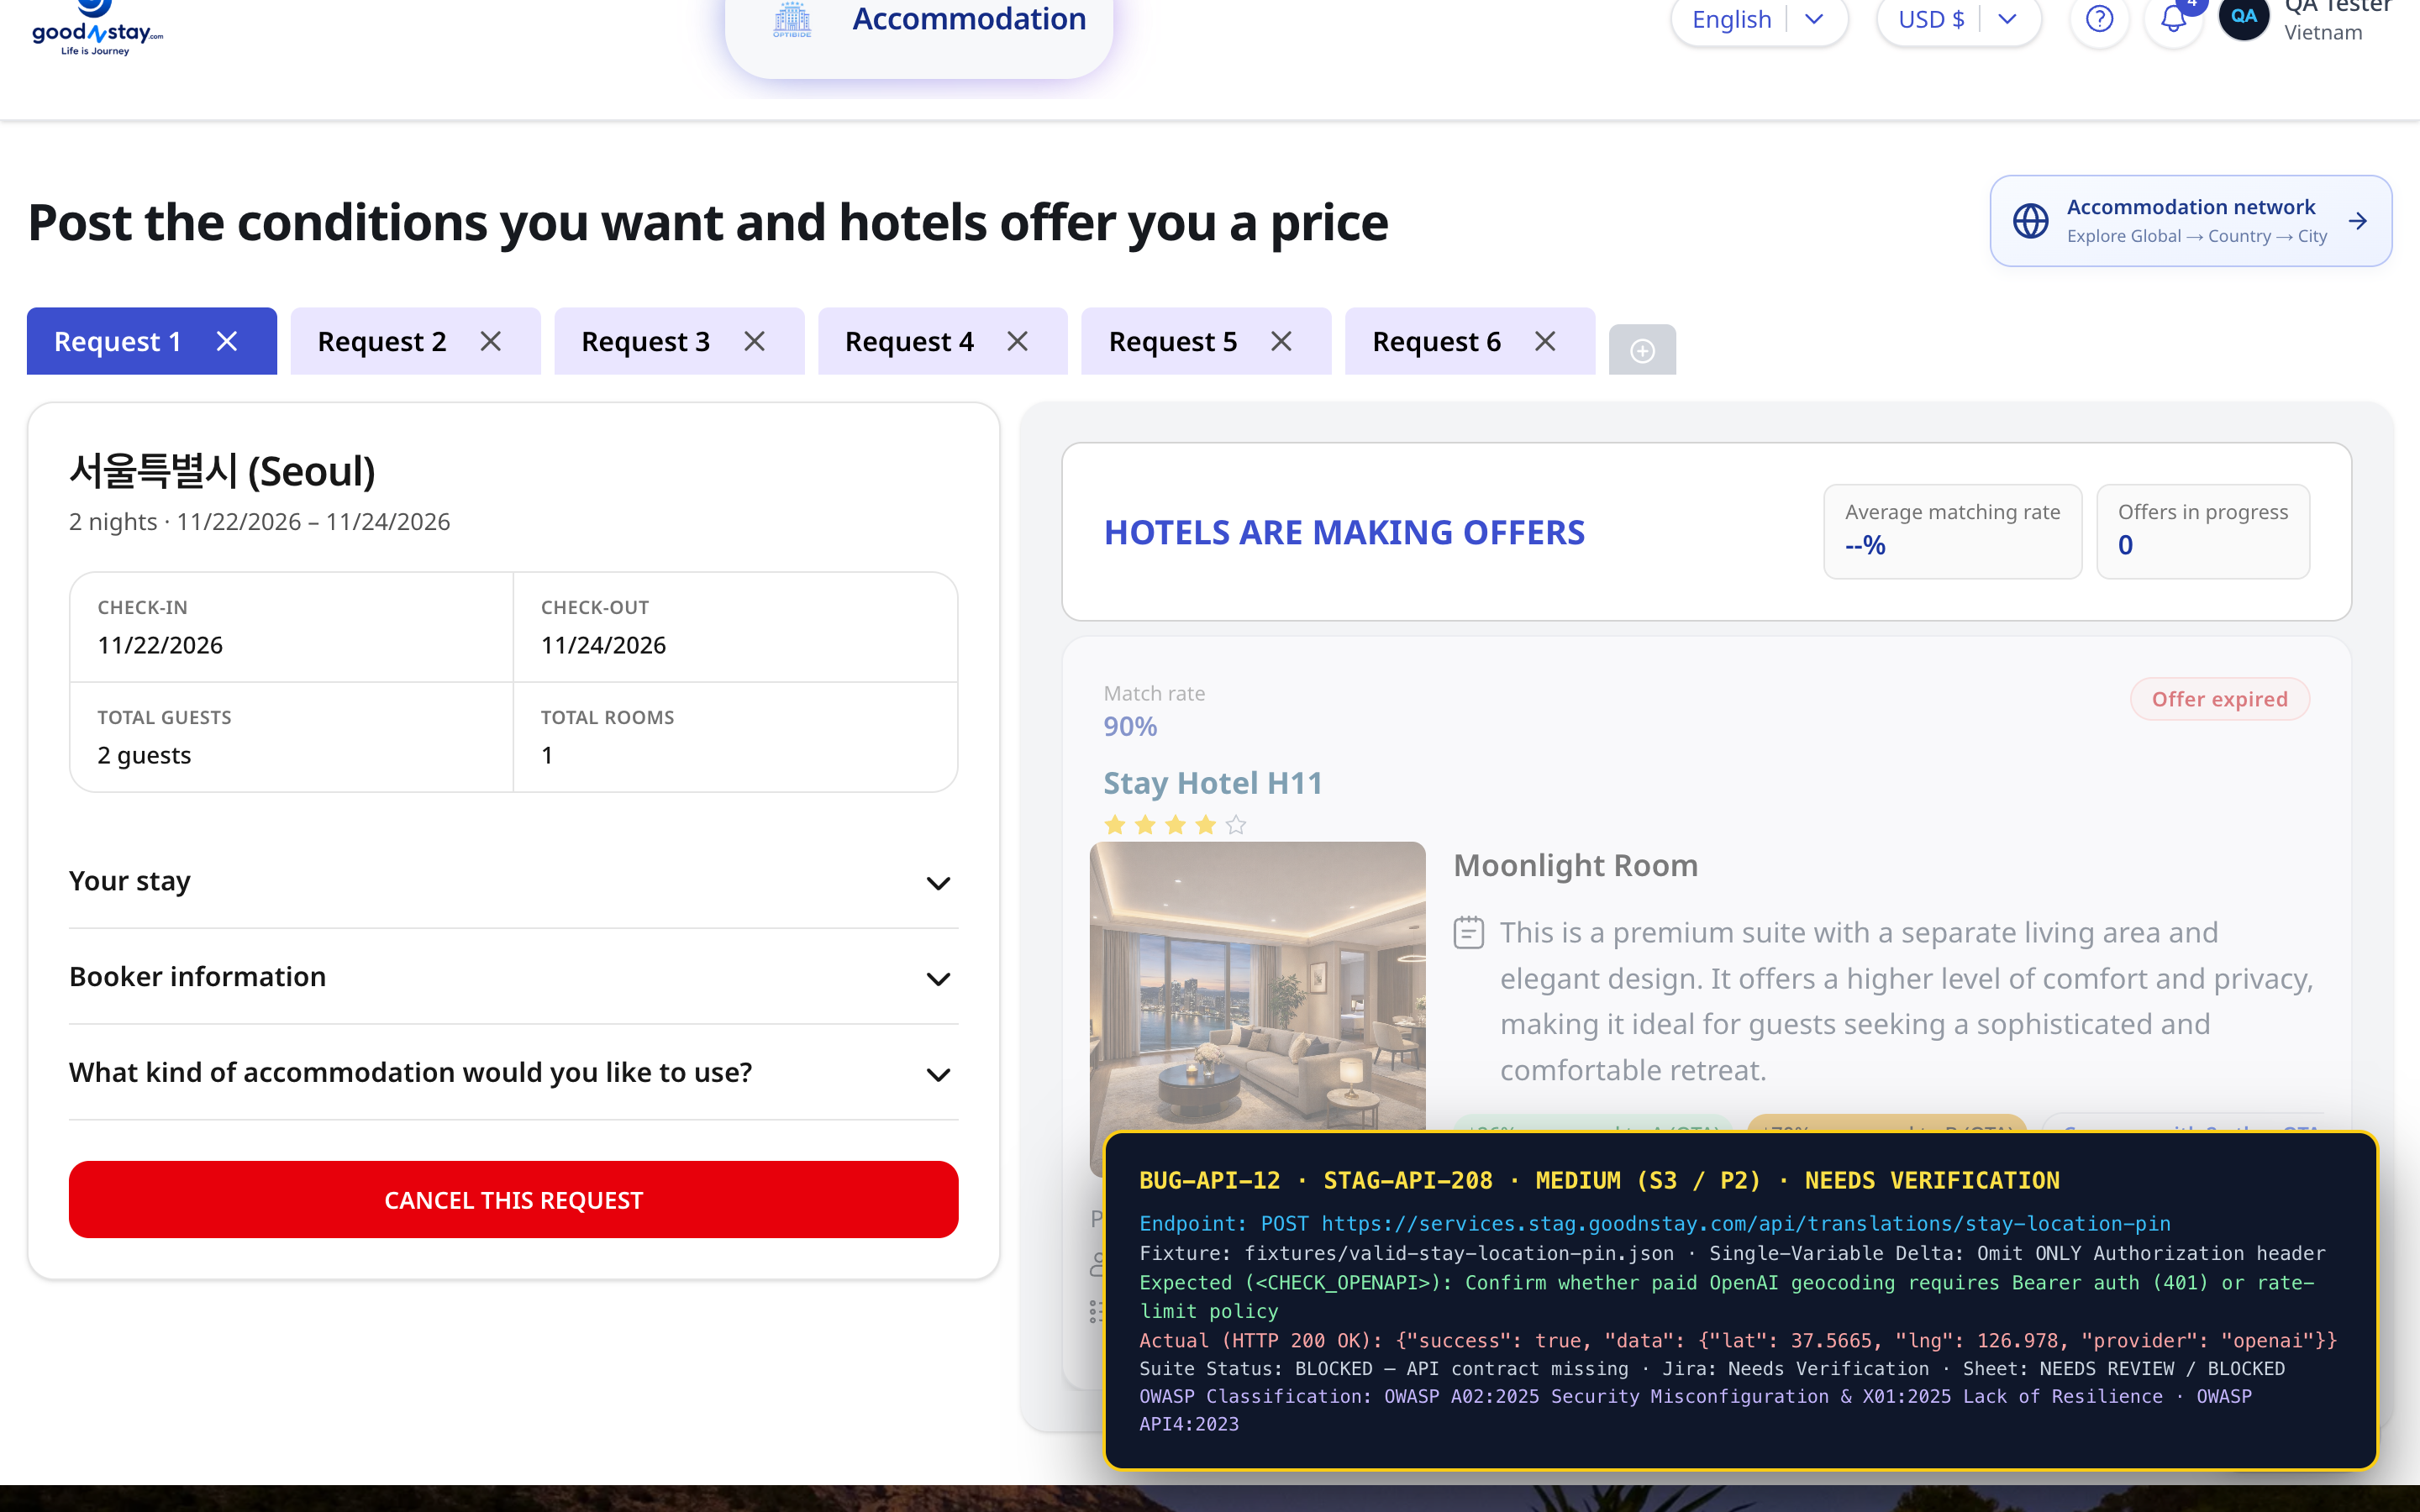 goodnstay.com
Life is Journey
OPTIBIDE
Accommodation
English
USD $
4
QA
QA Tester
Vietnam
Post the conditions you want and hotels offer you a price
Accommodation network
Explore Global → Country → City
Request 1
Request 2
Request 3
Request 4
Request 5
Request 6
서울특별시 (Seoul)
2 nights · 11/22/2026 – 11/24/2026
CHECK-IN
11/22/2026
CHECK-OUT
11/24/2026
TOTAL GUESTS
2 guests
TOTAL ROOMS
1
Your stay
Booker information
What kind of accommodation would you like to use?
CANCEL THIS REQUEST
HOTELS ARE MAKING OFFERS
Average matching rate
--%
Offers in progress
0
Match rate
90%
Offer expired
Stay Hotel H11
Moonlight Room
This is a premium suite with a separate living area and
elegant design. It offers a higher level of comfort and privacy,
making it ideal for guests seeking a sophisticated and
comfortable retreat.
BUG-API-12 · STAG-API-208 · MEDIUM (S3 / P2) · NEEDS VERIFICATION
Endpoint: POST https://services.stag.goodnstay.com/api/translations/stay-location-pin
Fixture: fixtures/valid-stay-location-pin.json · Single-Variable Delta: Omit ONLY Authorization header
Expected (<CHECK_OPENAPI>): Confirm whether paid OpenAI geocoding requires Bearer auth (401) or rate-
limit policy
Actual (HTTP 200 OK): {"success": true, "data": {"lat": 37.5665, "lng": 126.978, "provider": "openai"}}
Suite Status: BLOCKED — API contract missing · Jira: Needs Verification · Sheet: NEEDS REVIEW / BLOCKED
OWASP Classification: OWASP A02:2025 Security Misconfiguration & X01:2025 Lack of Resilience · OWASP
API4:2023